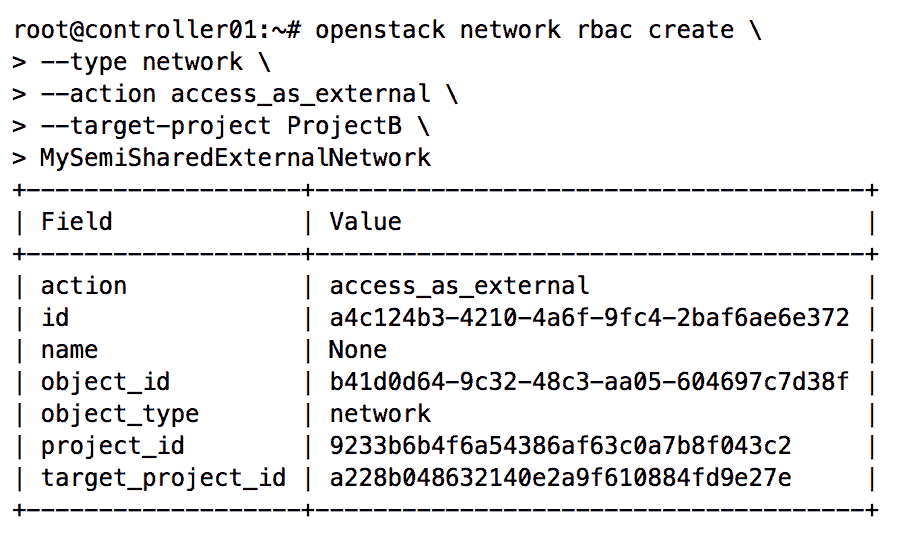 root@controller01:~# openstack network rbac create \
> --type network \
> --action access_as_external \
> --target-project ProjectB \
> MySemiSharedExternalNetwork
+-------------------+--------------------------------------+
| Field             | Value                                |
+-------------------+--------------------------------------+
| action            | access_as_external                   |
| id                | a4c124b3-4210-4a6f-9fc4-2baf6ae6e372 |
| name              | None                                 |
| object_id         | b41d0d64-9c32-48c3-aa05-604697c7d38f |
| object_type       | network                              |
| project_id        | 9233b6b4f6a54386af63c0a7b8f043c2     |
| target_project_id | a228b048632140e2a9f610884fd9e27e     |
+-------------------+--------------------------------------+